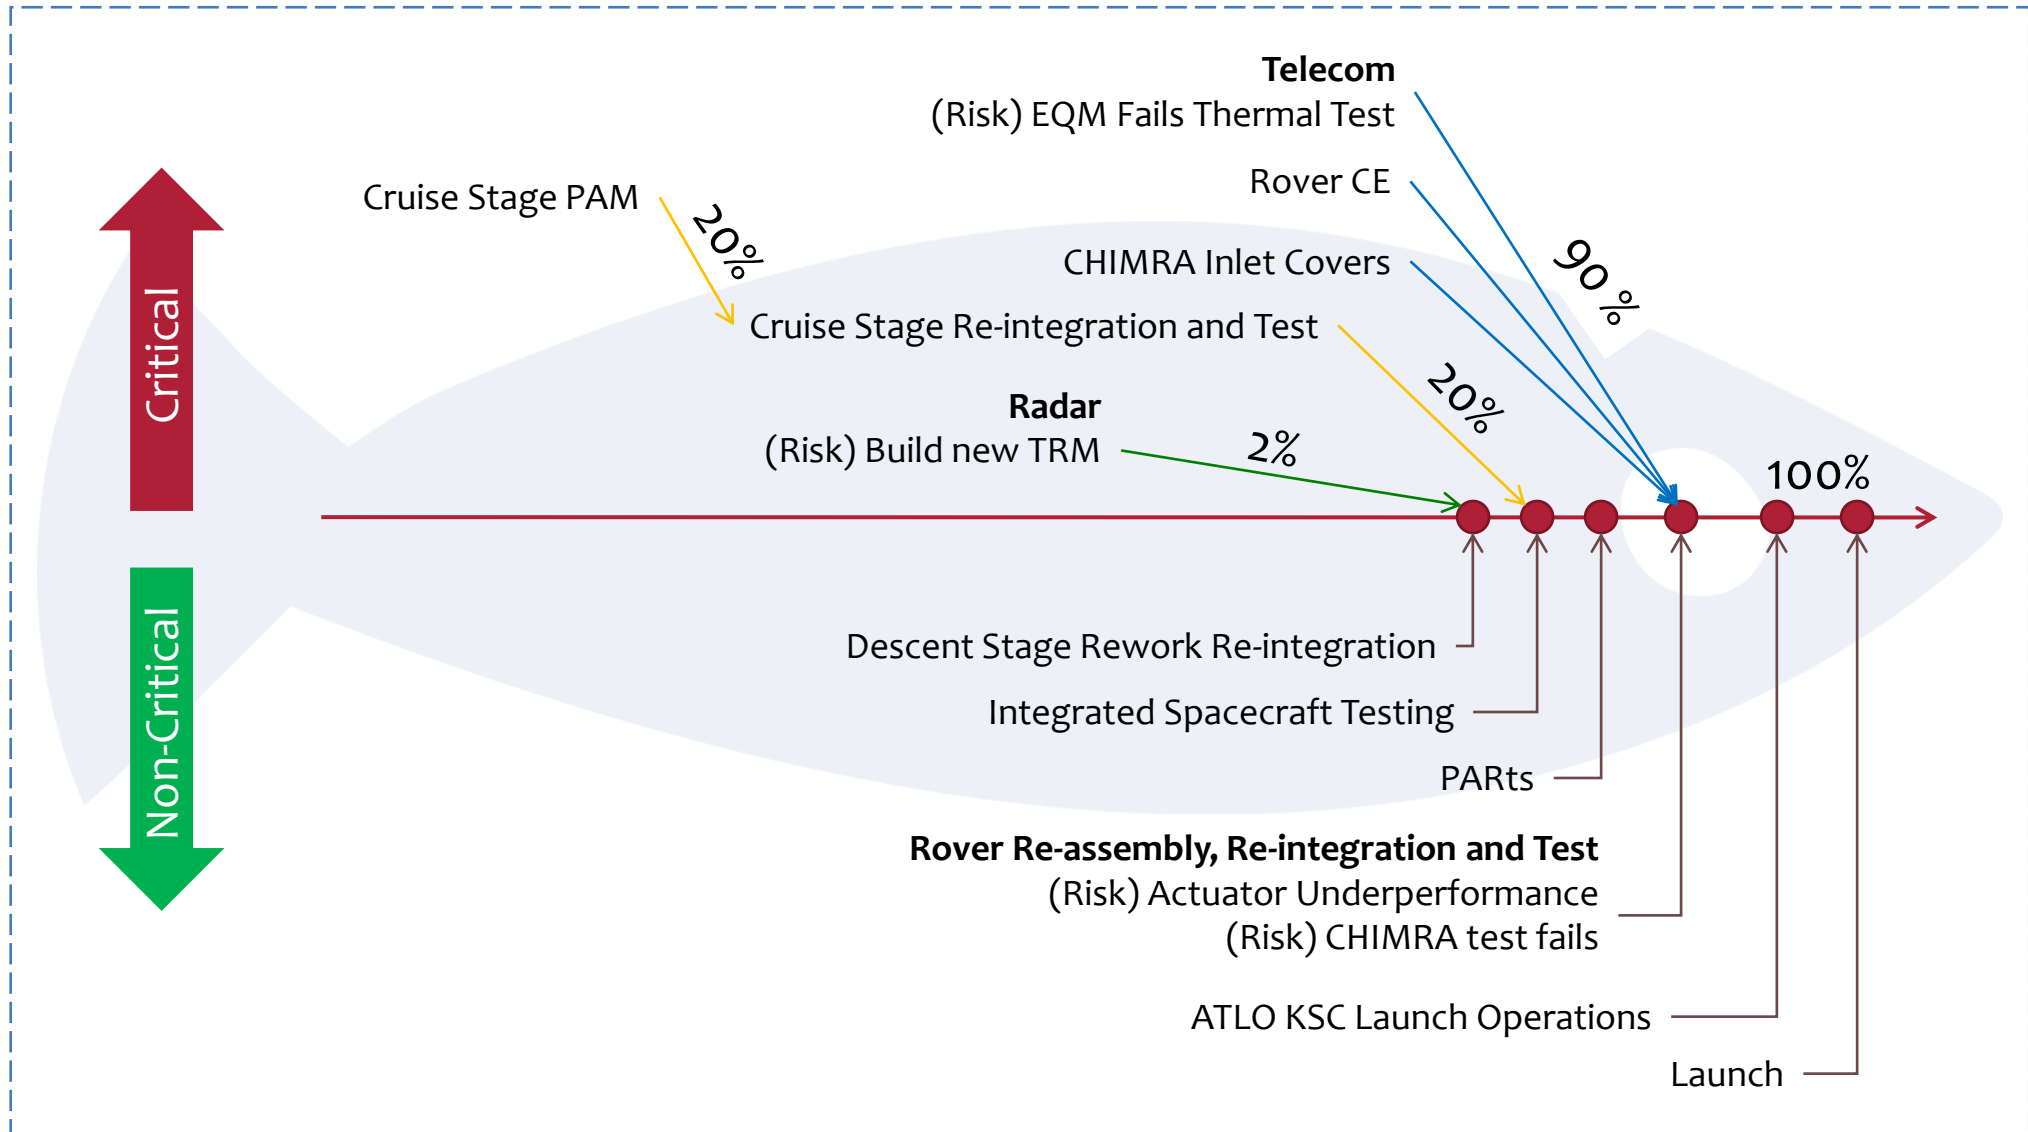 Telecom
(Risk) EQM Fails Thermal Test
Rover CE
Cruise Stage PAM
20%
90%
CHIMRA Inlet Covers
Cruise Stage Re-integration and Test
20%
Radar
(Risk) Build new TRM
2%
100%
Critical
Non-Critical
Descent Stage Rework Re-integration
Integrated Spacecraft Testing
PARts
Rover Re-assembly, Re-integration and Test
(Risk) Actuator Underperformance
(Risk) CHIMRA test fails
ATLO KSC Launch Operations
Launch